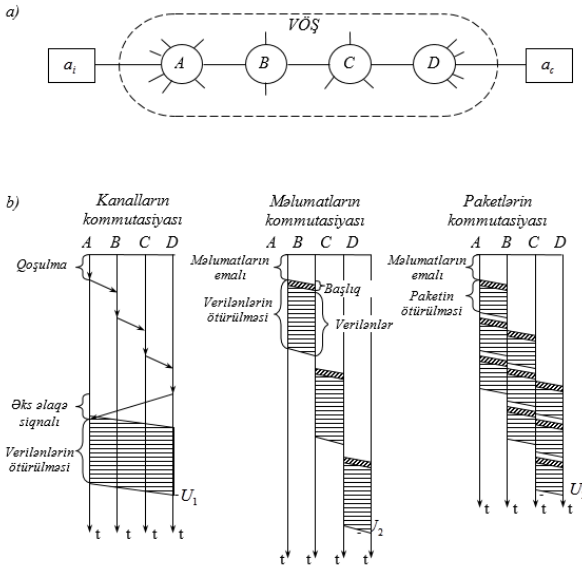 a)
VÖŞ
aᵢ
A
B
C
D
a꜀
b)
Kanalların
kommutasiyası
Məlumatların
kommutasiyası
Paketlərin
kommutasiyası
A B C D
A B C D
A B C D
Qoşulma
Əks əlaqə
siqnalı
Verilənlərin
ötürülməsi
U₁
t t t
Məlumatların
emalı
Başlıq
Verilənlərin
ötürülməsi
Verilənlər
t t t
Məlumatların
emalı
Paketin
ötürülməsi
U
t t t